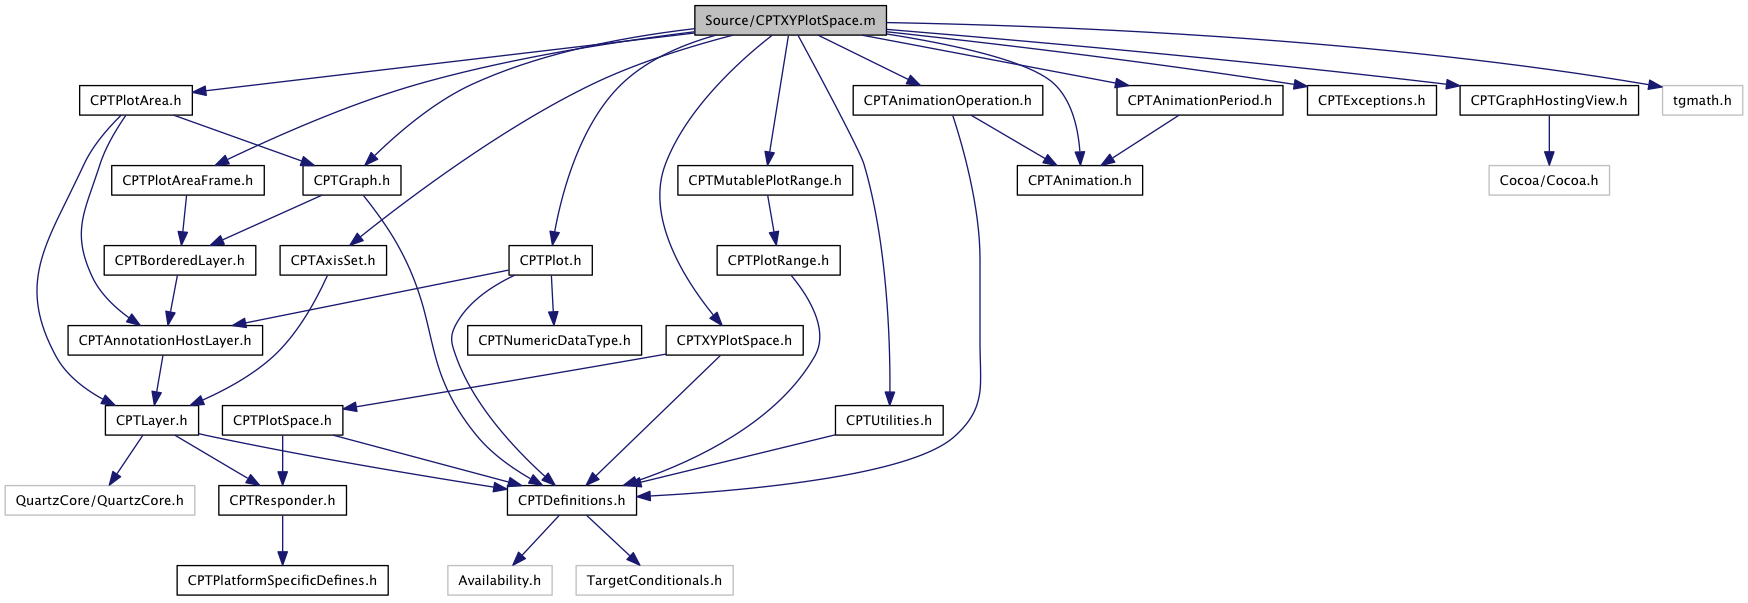 Source/CPTXYPlotSpace.m
CPTPlotArea.h
CPTAnimationOperation.h
CPTAnimationPeriod.h
CPTExceptions.h
CPTGraphHostingView.h
tgmath.h
CPTPlotAreaFrame.h
CPTGraph.h
CPTMutablePlotRange.h
CPTAnimation.h
Cocoa/Cocoa.h
CPTBorderedLayer.h
CPTAxisSet.h
CPTPlot.h
CPTPlotRange.h
CPTAnnotationHostLayer.h
CPTNumericDataType.h
CPTXYPlotSpace.h
CPTLayer.h
CPTPlotSpace.h
CPTUtilities.h
QuartzCore/QuartzCore.h
CPTResponder.h
CPTDefinitions.h
CPTPlatformSpecificDefines.h
Availability.h
TargetConditionals.h